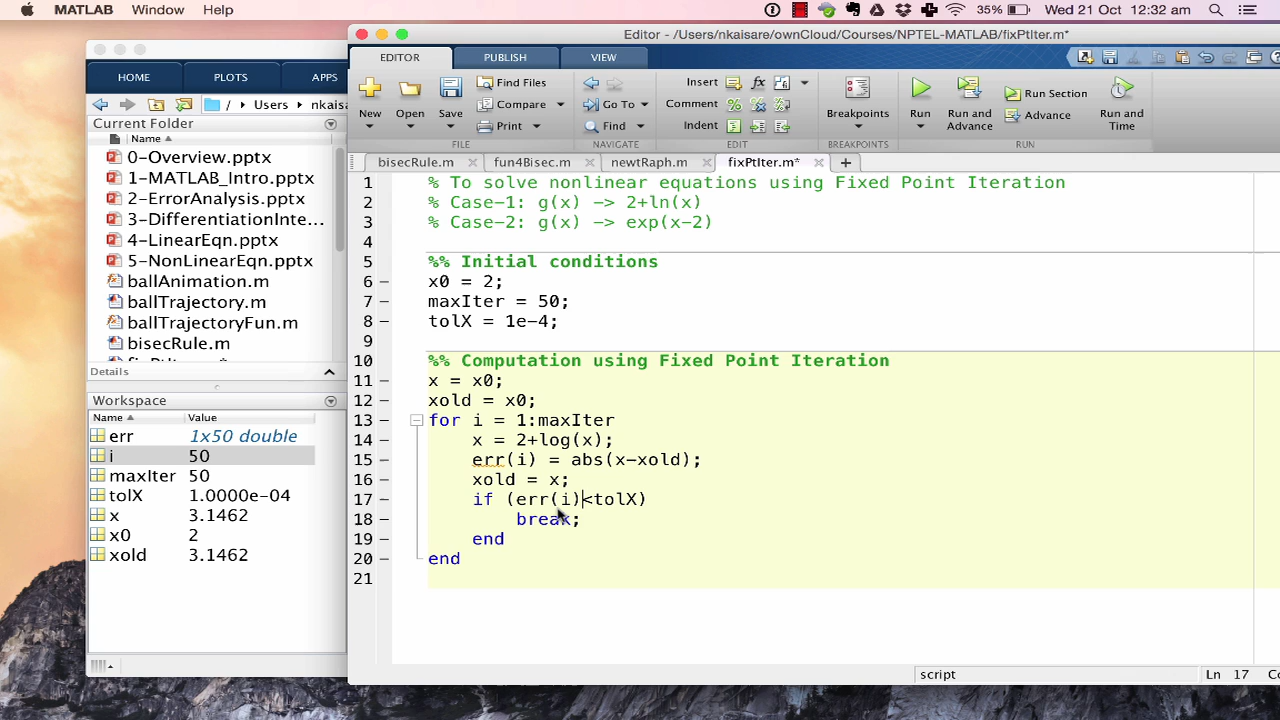 MATLAB Window Help 35% Wed 21 Oct 12:32 am
Editor - /Users/nkaisare/ownCloud/Courses/NPTEL-MATLAB/fixPtIter.m*
EDITOR PUBLISH VIEW
HOME PLOTS APPS
Find Files
Compare
Print
New Open Save
Go To
Find
Insert
Comment
Indent
Breakpoints
Run
Run and Advance
Run Section
Advance
Run and Time
FILE NAVIGATE EDIT BREAKPOINTS RUN
/ Users nkaisa
Current Folder
Name
0-Overview.pptx
1-MATLAB_Intro.pptx
2-ErrorAnalysis.pptx
3-DifferentiationInte...
4-LinearEqn.pptx
5-NonLinearEqn.pptx
ballAnimation.m
ballTrajectory.m
ballTrajectoryFun.m
bisecRule.m
Details
Workspace
Name Value
err 1x50 double
i 50
maxIter 50
tolX 1.0000e-04
x 3.1462
x0 2
xold 3.1462
bisecRule.m fun4Bisec.m newtRaph.m fixPtIter.m*
1 % To solve nonlinear equations using Fixed Point Iteration
2 % Case-1: g(x) -> 2+ln(x)
3 % Case-2: g(x) -> exp(x-2)
4
5 %% Initial conditions
6 x0 = 2;
7 maxIter = 50;
8 tolX = 1e-4;
9
10 %% Computation using Fixed Point Iteration
11 x = x0;
12 xold = x0;
13 for i = 1:maxIter
14 x = 2+log(x);
15 err(i) = abs(x-xold);
16 xold = x;
17 if (err(i)<tolX)
18 break;
19 end
20 end
21
script Ln 17 Co